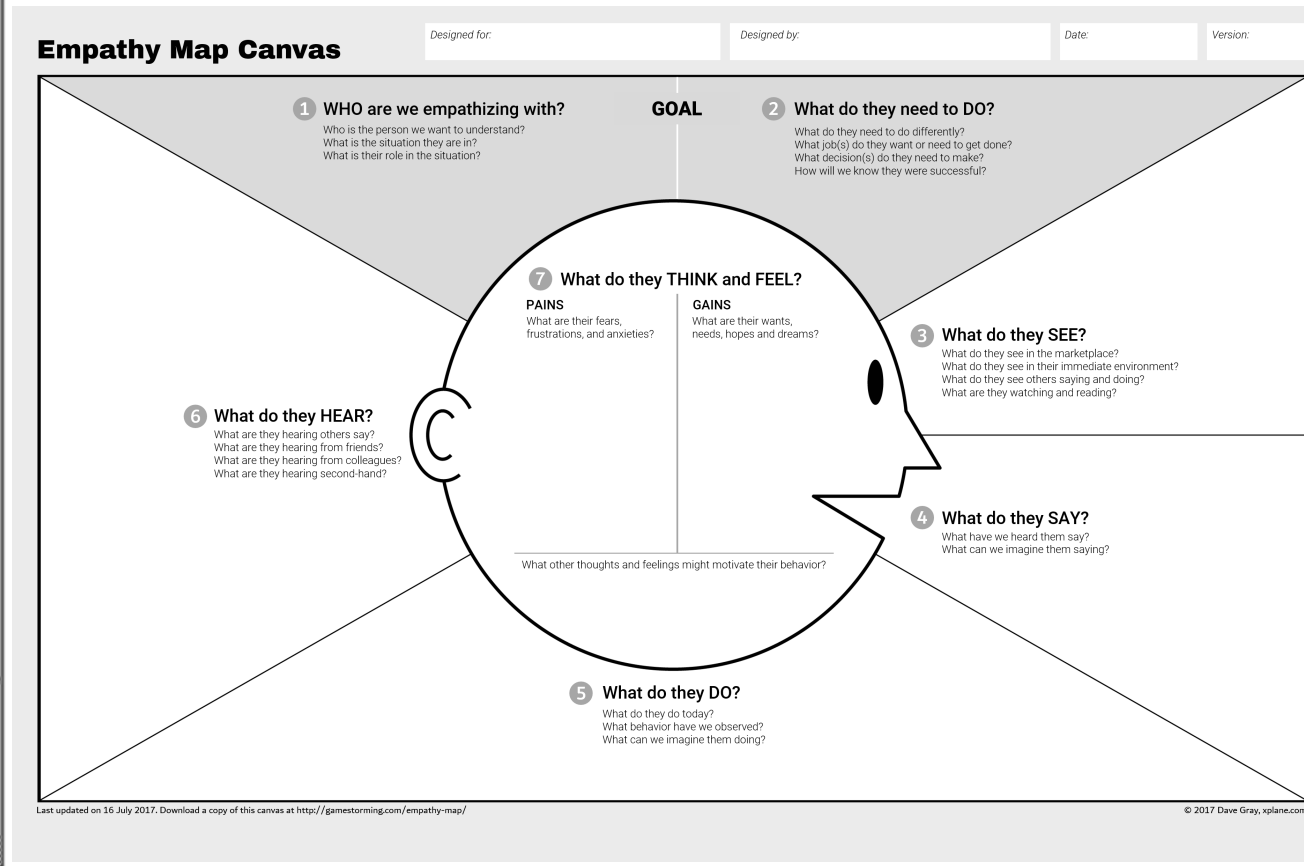 Empathy Map Canvas
Designed for:
Designed by:
Date:
Version:
1 WHO are we empathizing with?
Who is the person we want to understand?
What is the situation they are in?
What is their role in the situation?
GOAL
2 What do they need to DO?
What do they need to do differently?
What job(s) do they want or need to get done?
What decision(s) do they need to make?
How will we know they were successful?
7 What do they THINK and FEEL?
PAINS
What are their fears,
frustrations, and anxieties?
GAINS
What are their wants,
needs, hopes and dreams?
What other thoughts and feelings might motivate their behavior?
3 What do they SEE?
What do they see in the marketplace?
What do they see in their immediate environment?
What do they see others saying and doing?
What are they watching and reading?
6 What do they HEAR?
What are they hearing others say?
What are they hearing from friends?
What are they hearing from colleagues?
What are they hearing second-hand?
4 What do they SAY?
What have we heard them say?
What can we imagine them saying?
5 What do they DO?
What do they do today?
What behavior have we observed?
What can we imagine them doing?
Last updated on 16 July 2017. Download a copy of this canvas at http://gamestorming.com/empathy-map/
© 2017 Dave Gray, xplane.com